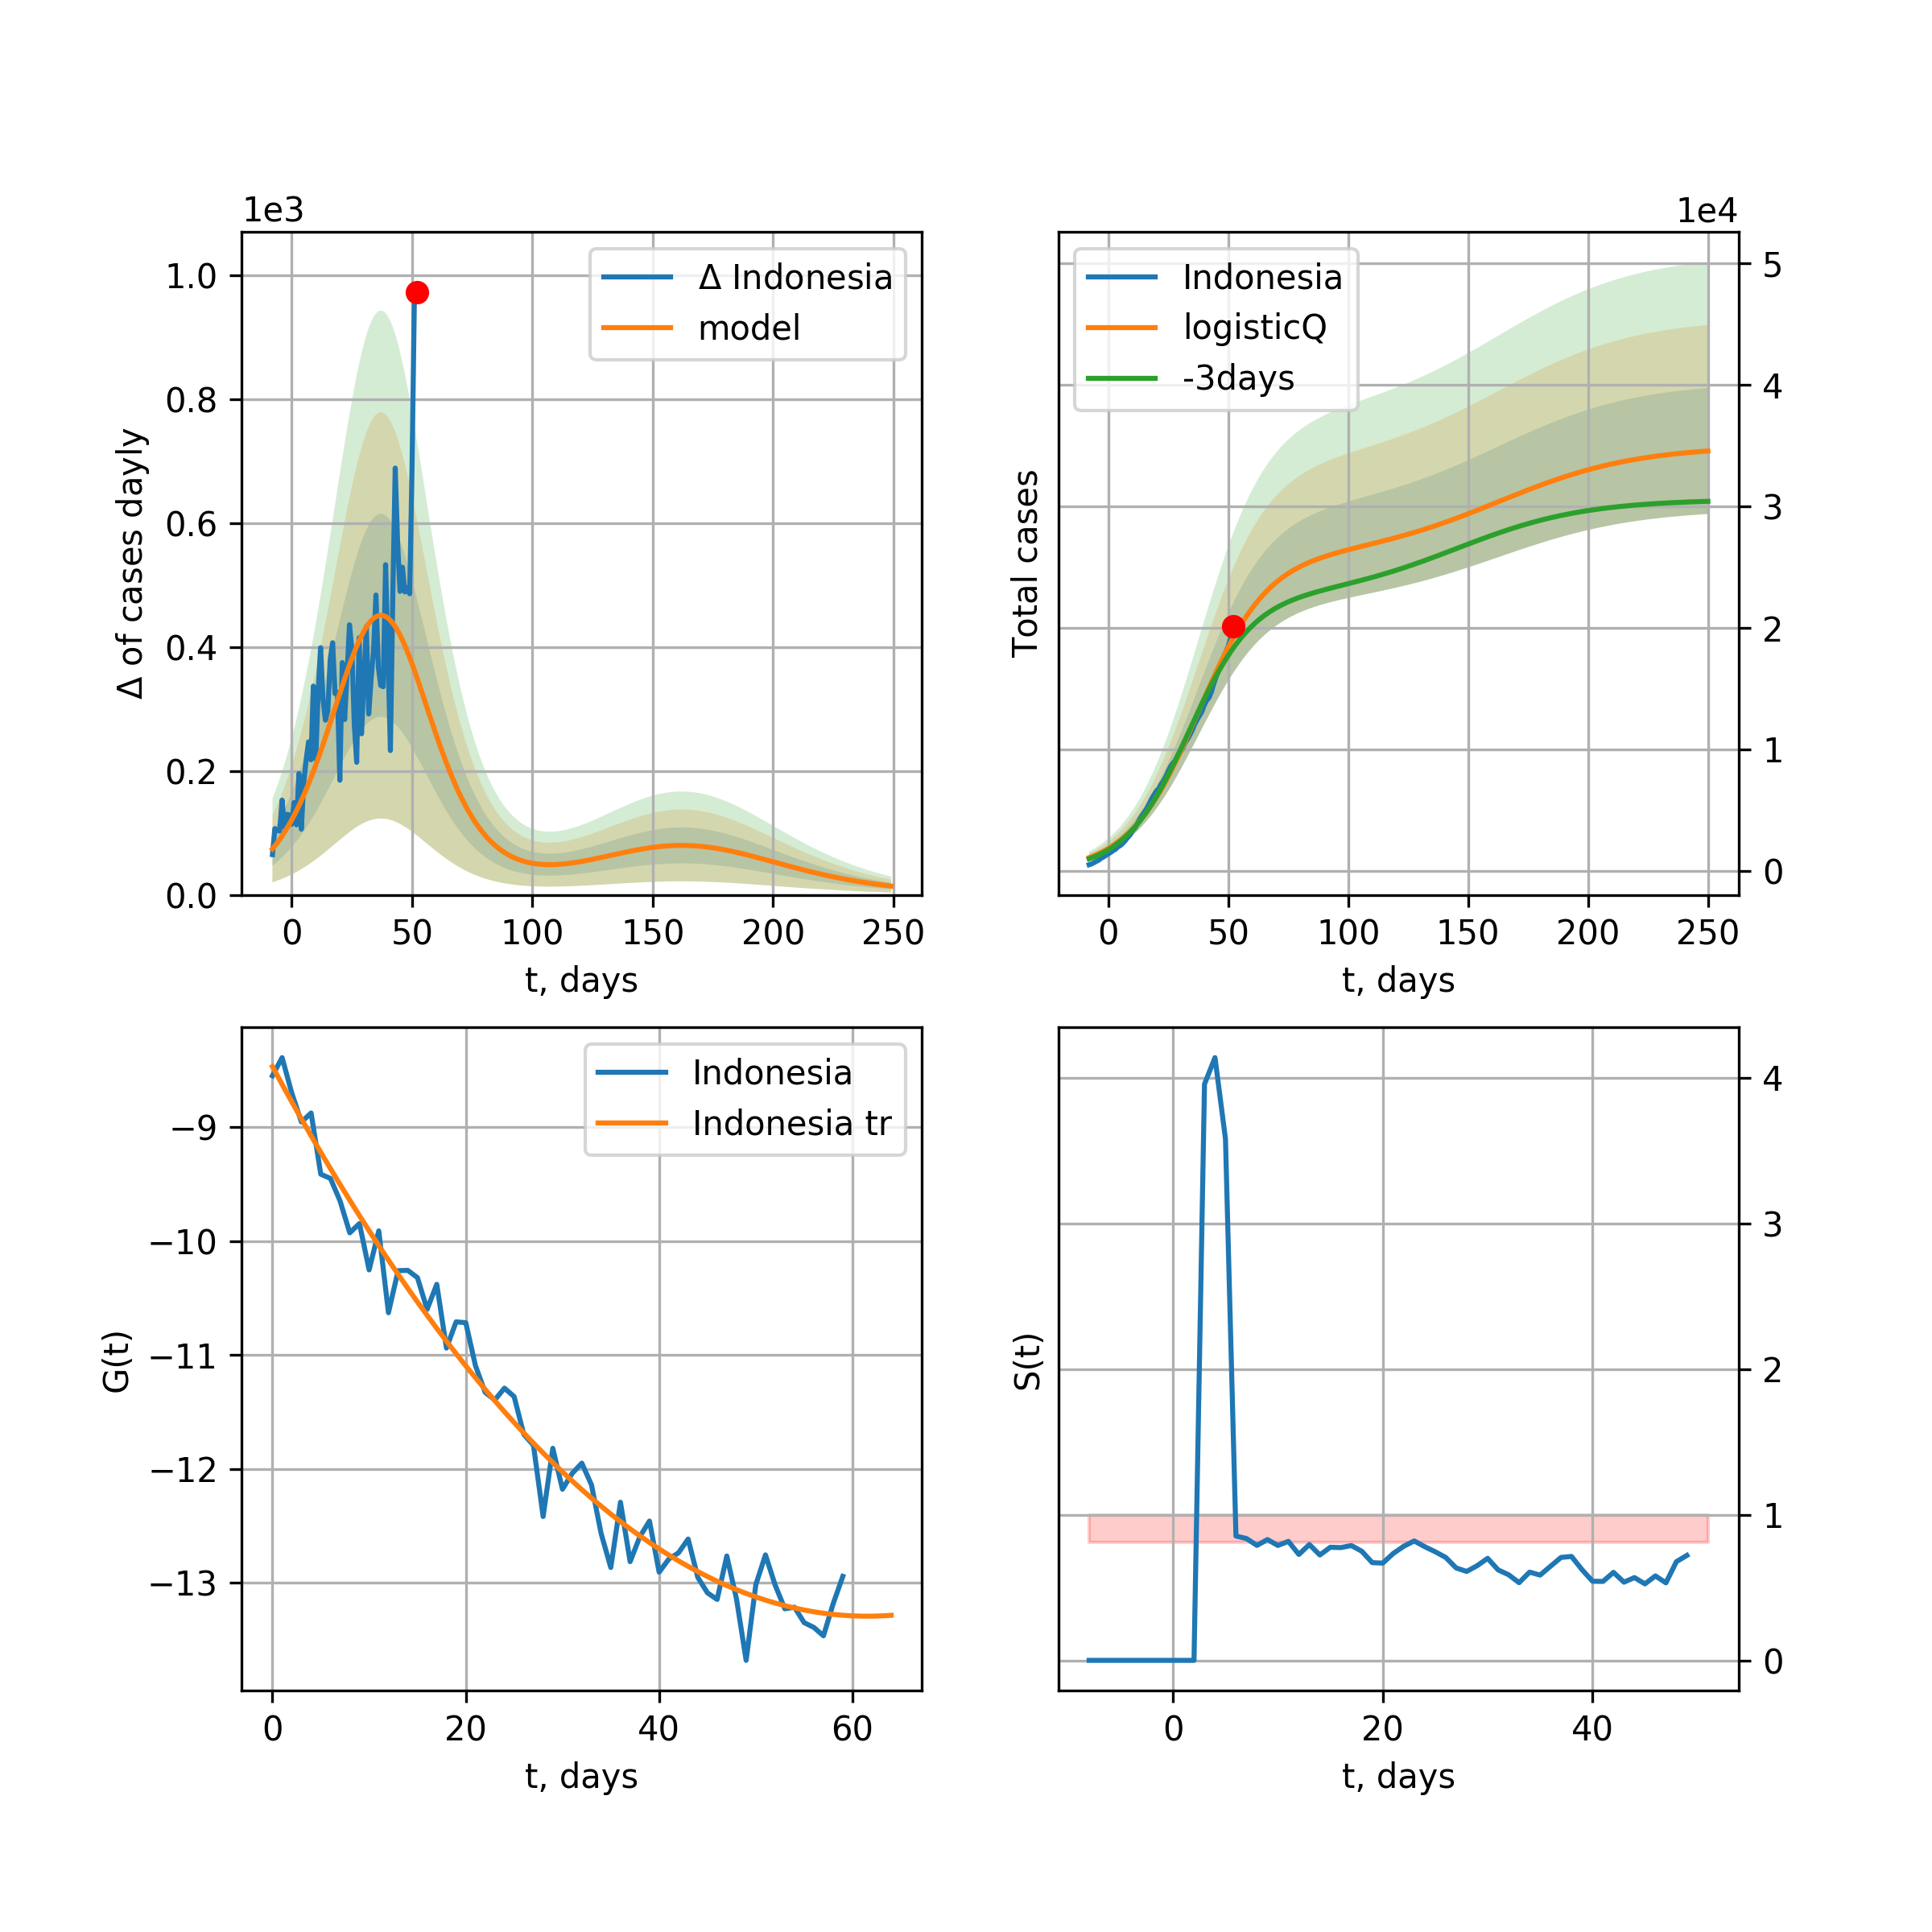 1e3
Δ of cases dayly
1.0
0.8
0.6
0.4
0.2
0.0
Δ Indonesia
model
0 50 100 150 200 250
t, days
1e4
Total cases
Indonesia
logisticQ
-3days
5
4
3
2
1
0
0 50 100 150 200 250
t, days
G(t)
−9
−10
−11
−12
−13
Indonesia
Indonesia tr
0 20 40 60
t, days
S(t)
4
3
2
1
0
0 20 40
t, days